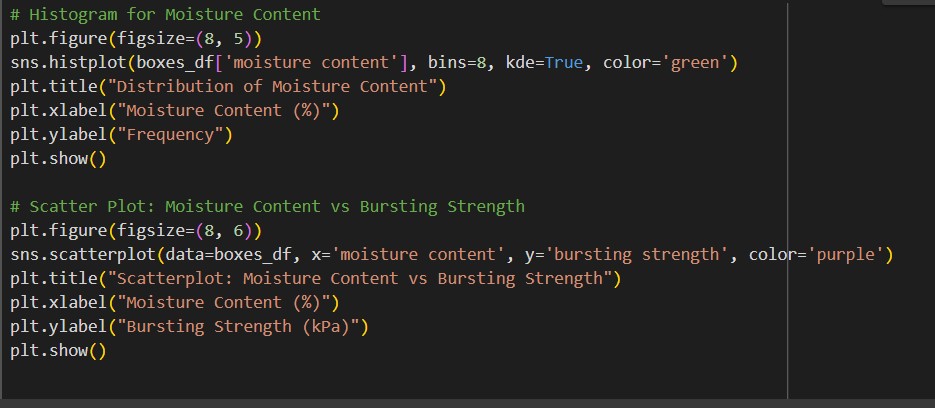 # Histogram for Moisture Content
plt.figure(figsize=(8, 5))
sns.histplot(boxes_df['moisture content'], bins=8, kde=True, color='green')
plt.title("Distribution of Moisture Content")
plt.xlabel("Moisture Content (%)")
plt.ylabel("Frequency")
plt.show()

# Scatter Plot: Moisture Content vs Bursting Strength
plt.figure(figsize=(8, 6))
sns.scatterplot(data=boxes_df, x='moisture content', y='bursting strength', color='purple')
plt.title("Scatterplot: Moisture Content vs Bursting Strength")
plt.xlabel("Moisture Content (%)")
plt.ylabel("Bursting Strength (kPa)")
plt.show()